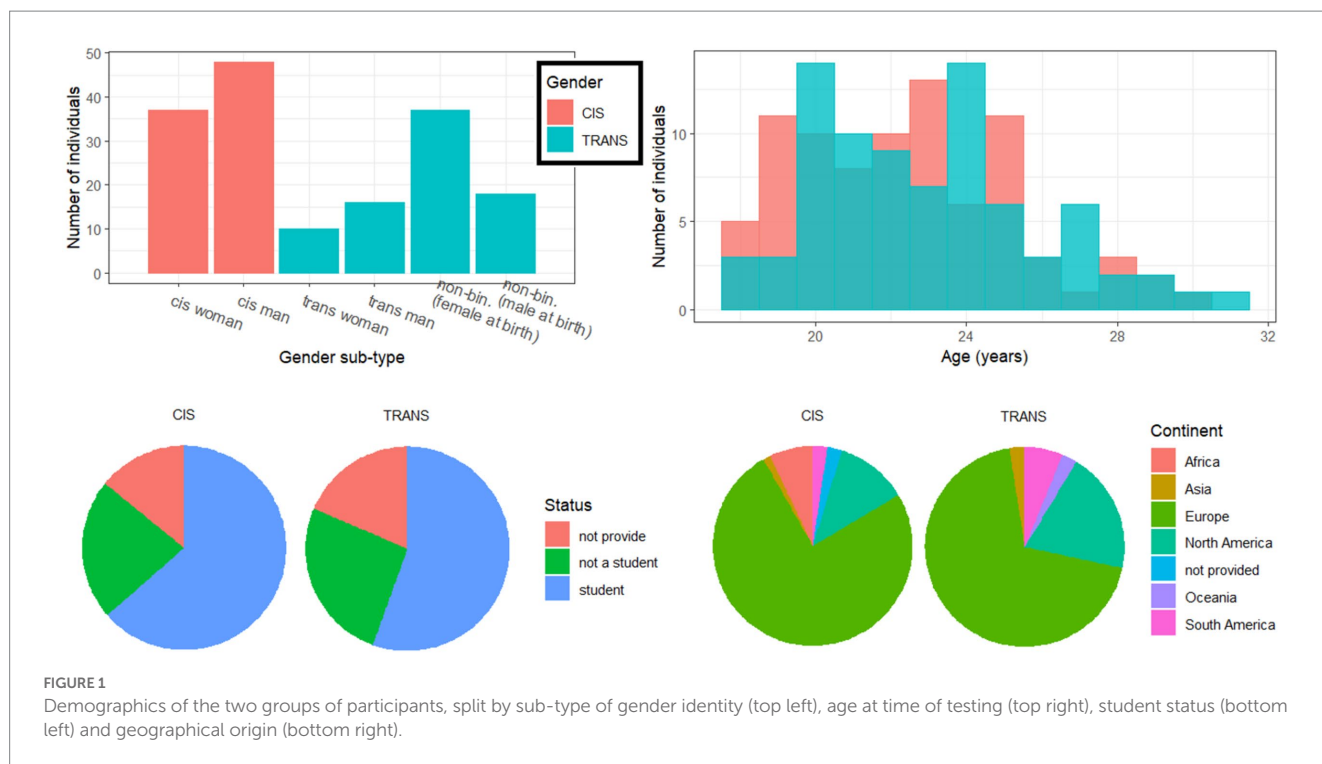 50
40
30
20
10
0
Number of individuals
cis woman
cis man
trans woman
trans man
non-bin.
(female at birth)
non-bin.
(male at birth)
Gender sub-type
Gender
CIS
TRANS
10
5
0
Number of individuals
20
24
28
32
Age (years)
CIS
TRANS
Status
not provide
not a student
student
CIS
TRANS
Continent
Africa
Asia
Europe
North America
not provided
Oceania
South America
FIGURE 1
Demographics of the two groups of participants, split by sub-type of gender identity (top left), age at time of testing (top right), student status (bottom
left) and geographical origin (bottom right).